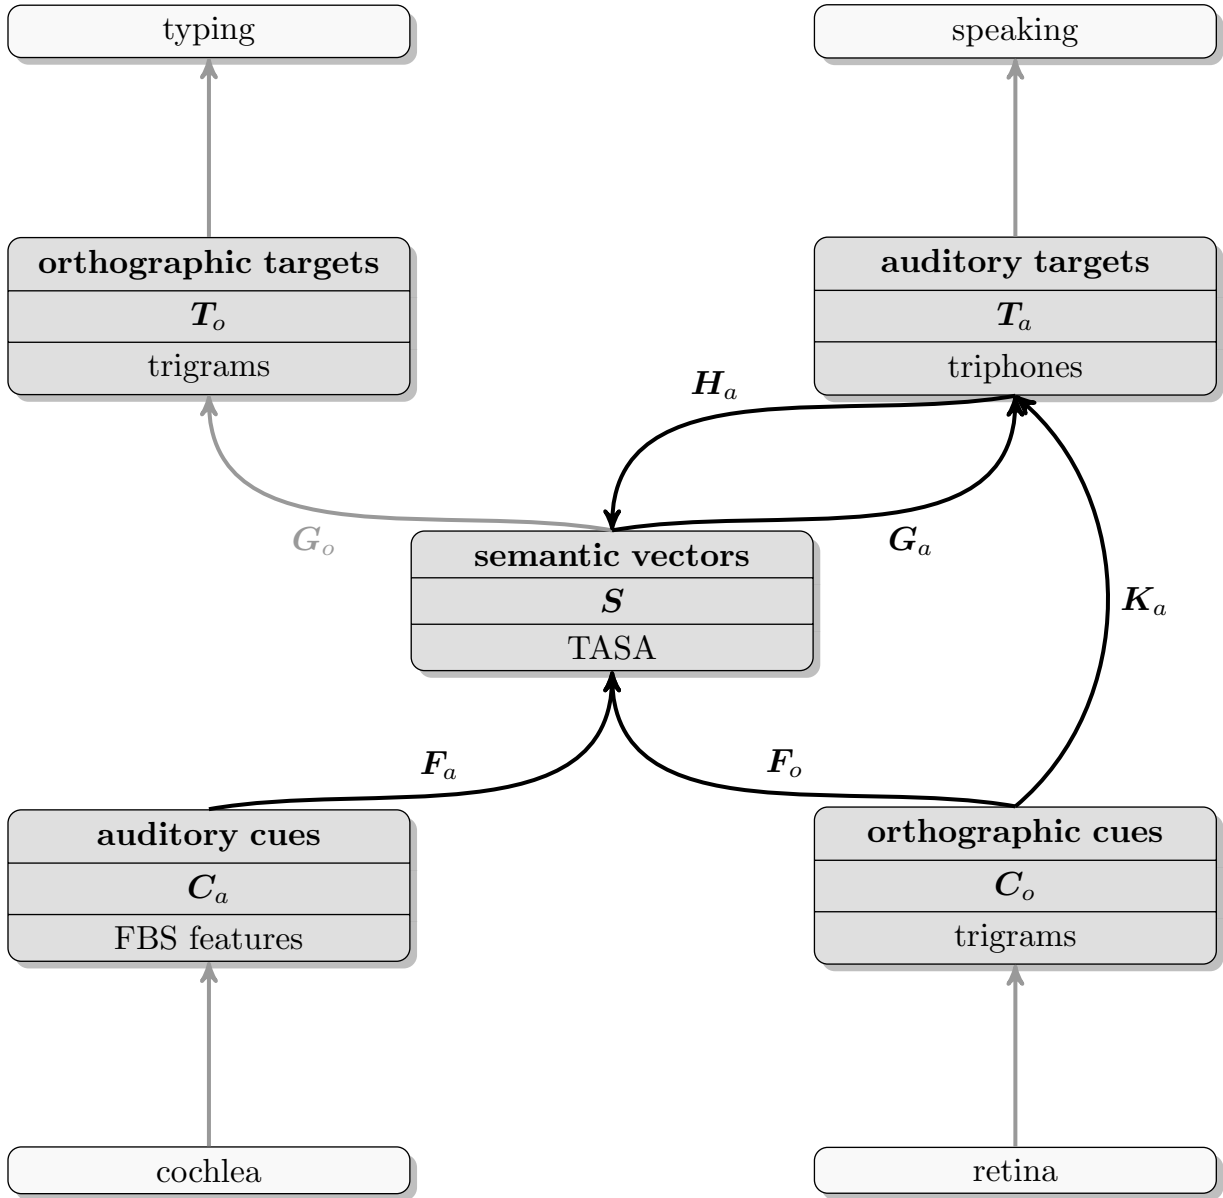 typing
speaking
orthographic targets
T_o
trigrams
auditory targets
T_a
triphones
H_a
G_o
G_a
semantic vectors
S
TASA
K_a
F_a
F_o
auditory cues
C_a
FBS features
orthographic cues
C_o
trigrams
cochlea
retina